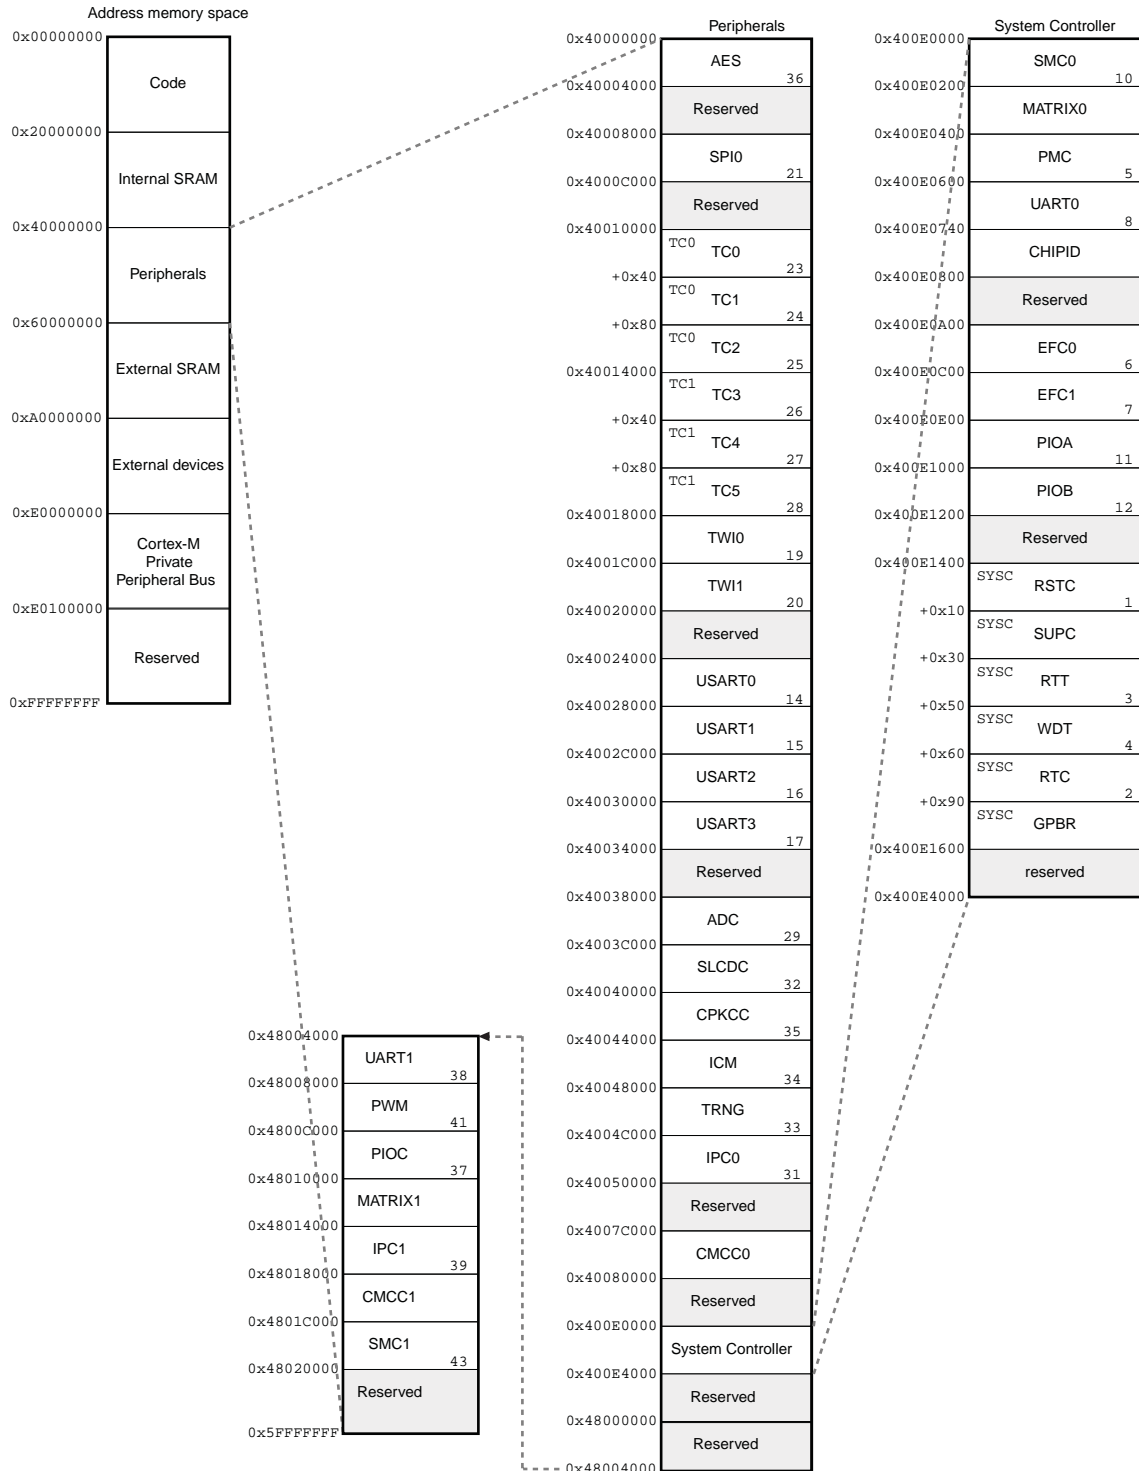 Address memory space
0x00000000
Code
0x20000000
Internal SRAM
0x40000000
Peripherals
0x60000000
External SRAM
0xA0000000
External devices
0xE0000000
Cortex-M
Private
Peripheral Bus
0xE0100000
Reserved
0xFFFFFFFF
0x48004000
UART1
38
0x48008000
PWM
41
0x4800C000
PIOC
37
0x48010000
MATRIX1
0x48014000
IPC1
39
0x48018000
CMCC1
0x4801C000
SMC1
43
0x48020000
Reserved
0x5FFFFFFF
Peripherals
0x40000000
AES
36
0x40004000
Reserved
0x40008000
SPI0
21
0x4000C000
Reserved
0x40010000
TC0
TC0
23
+0x40
TC0
TC1
24
+0x80
TC0
TC2
25
0x40014000
TC1
TC3
26
+0x40
TC1
TC4
27
+0x80
TC1
TC5
28
0x40018000
TWI0
19
0x4001C000
TWI1
20
0x40020000
Reserved
0x40024000
USART0
14
0x40028000
USART1
15
0x4002C000
USART2
16
0x40030000
USART3
17
0x40034000
Reserved
0x40038000
ADC
29
0x4003C000
SLCDC
32
0x40040000
CPKCC
35
0x40044000
ICM
34
0x40048000
TRNG
33
0x4004C000
IPC0
31
0x40050000
Reserved
0x4007C000
CMCC0
0x40080000
Reserved
0x400E0000
System Controller
0x400E4000
Reserved
0x48000000
Reserved
0x48004000
System Controller
0x400E0000
SMC0
10
0x400E0200
MATRIX0
0x400E0400
PMC
5
0x400E0600
UART0
8
0x400E0740
CHIPID
0x400E0800
Reserved
0x400E0A00
EFC0
6
0x400E0C00
EFC1
7
0x400E0E00
PIOA
11
0x400E1000
PIOB
12
0x400E1200
Reserved
0x400E1400
SYSC
RSTC
1
+0x10
SYSC
SUPC
+0x30
SYSC
RTT
3
+0x50
SYSC
WDT
4
+0x60
SYSC
RTC
2
+0x90
SYSC
GPBR
0x400E1600
reserved
0x400E4000